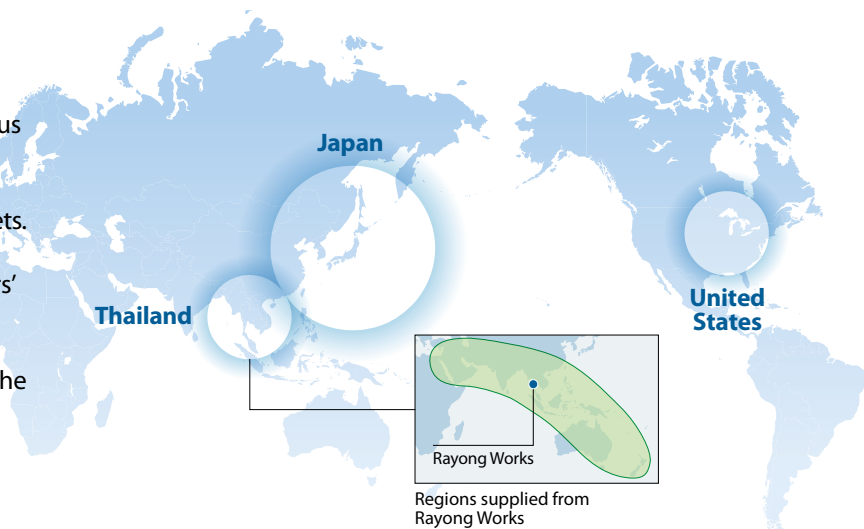 us
ets.
s’
he
Japan
Thailand
United
States
Rayong Works
Regions supplied from
Rayong Works